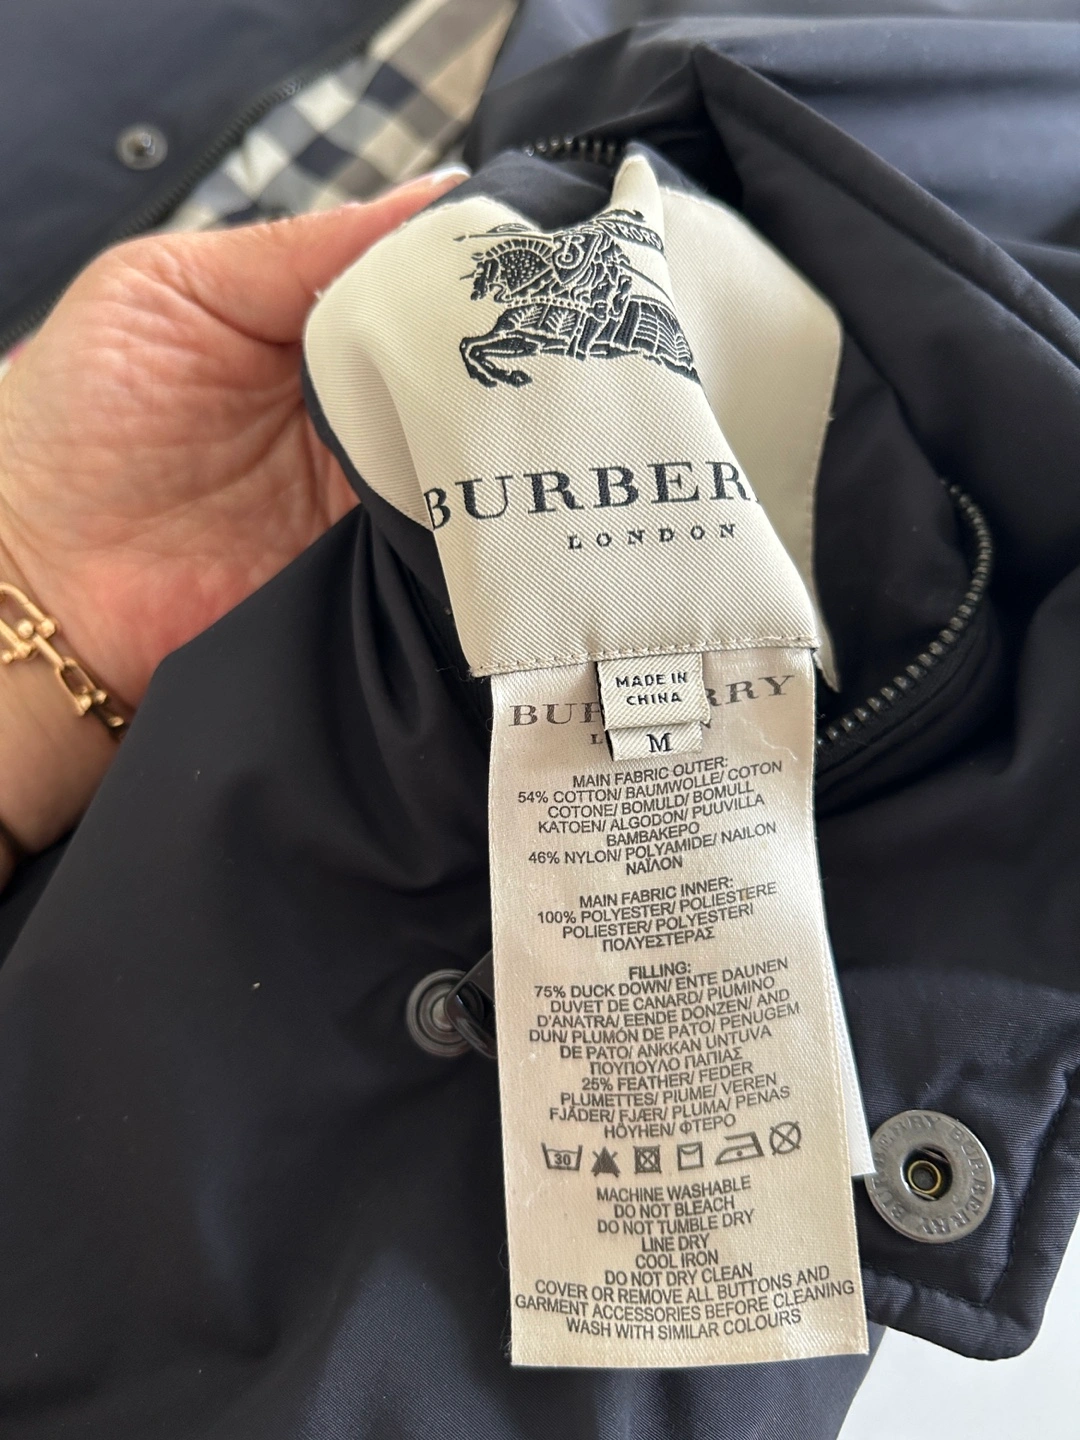 PRORSUM
BURBERRY
LONDON
MADE IN
CHINA
BURBERRY
M
MAIN FABRIC OUTER:
54% COTTON/ BAUMWOLLE/ COTON
COTONE/ BOMULD/ BOMULL
KATOEN/ ALGODON/ PUUVILLA
ΒΑΜΒΑΚΕΡΟ
46% NYLON/ POLYAMIDE/ NAILON
ΝΑΪΛΟΝ
MAIN FABRIC INNER:
100% POLYESTER/ POLIESTERE
POLIESTER/ POLYESTERI
ΠΟΛΥΕΣΤΕΡΑΣ
FILLING:
75% DUCK DOWN/ ENTE DAUNEN
DUVET DE CANARD/ PIUMINO
D'ANATRA/ EENDE DONZEN/ AND
DUN/ PLUMÓN DE PATO/ PENUGEM
DE PATO/ ANKKAN UNTUVA
ΠΟΥΠΟΥΛΟ ΠΑΠΙΑΣ
25% FEATHER/ FEDER
PLUMETTES/ PIUME/ VEREN
FJÄDER/ FJÆR/ PLUMA/ PENAS
HÖYHEN/ ΦΤΕΡΟ
30
MACHINE WASHABLE
DO NOT BLEACH
DO NOT TUMBLE DRY
LINE DRY
COOL IRON
DO NOT DRY CLEAN
COVER OR REMOVE ALL BUTTONS AND
GARMENT ACCESSORIES BEFORE CLEANING
WASH WITH SIMILAR COLOURS
BURBERRY BURBERRY